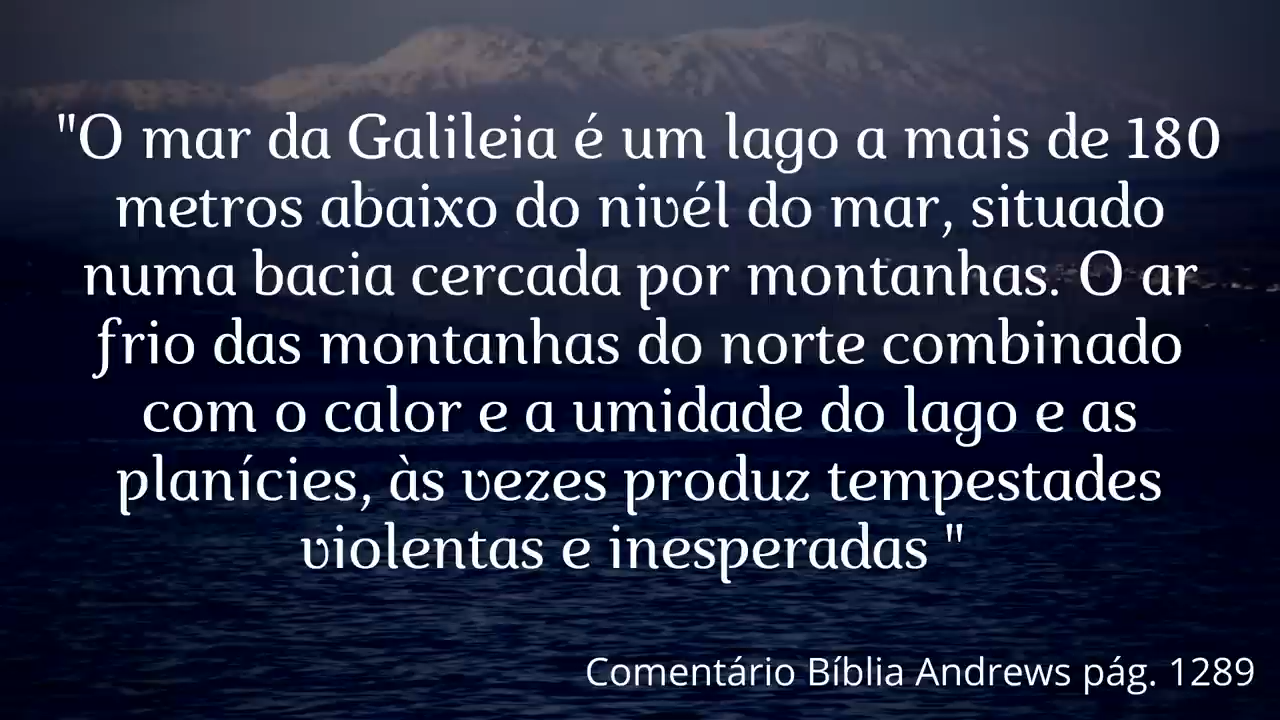 "O mar da Galileia é um lago a mais de 180
metros abaixo do nivél do mar, situado
numa bacia cercada por montanhas. O ar
frio das montanhas do norte combinado
com o calor e a umidade do lago e as
planícies, às vezes produz tempestades
violentas e inesperadas "
Comentário Bíblia Andrews pág. 1289